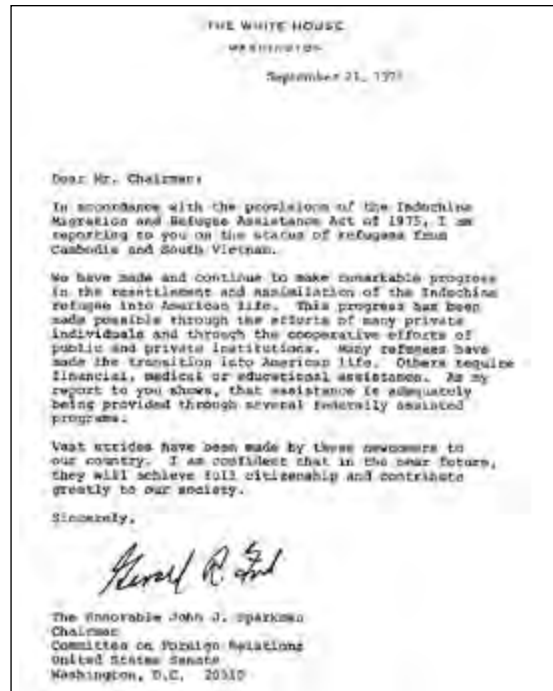 THE WHITE HOUSE
WASHINGTON
September 21,
Dear Mr. Chairman:
In accordance with the provisions of the Indochina
Migration and Refugee Assistance Act of 1975, I am
reporting to you on the status of refugees from
Cambodia and South Vietnam.
We have made and continue to make remarkable progress
in the resettlement and assimilation of the Indochina
refugee into American life. This progress has been
made possible through the efforts of many private
individuals and through the cooperative efforts of
public and private institutions. Many refugees have
made the transition into American life. Others require
financial, medical or educational assistance. As my
report to you shows, that assistance is adequately
being provided through several federally assisted
programs.
Vast strides have been made by these newcomers to
our country. I am confident that in the near future,
they will achieve full citizenship and contribute
greatly to our society.
Sincerely,
Gerald R. Ford
The Honorable John J. Sparkman
Chairman
Committee on Foreign Relations
United States Senate
Washington, D.C. 20510